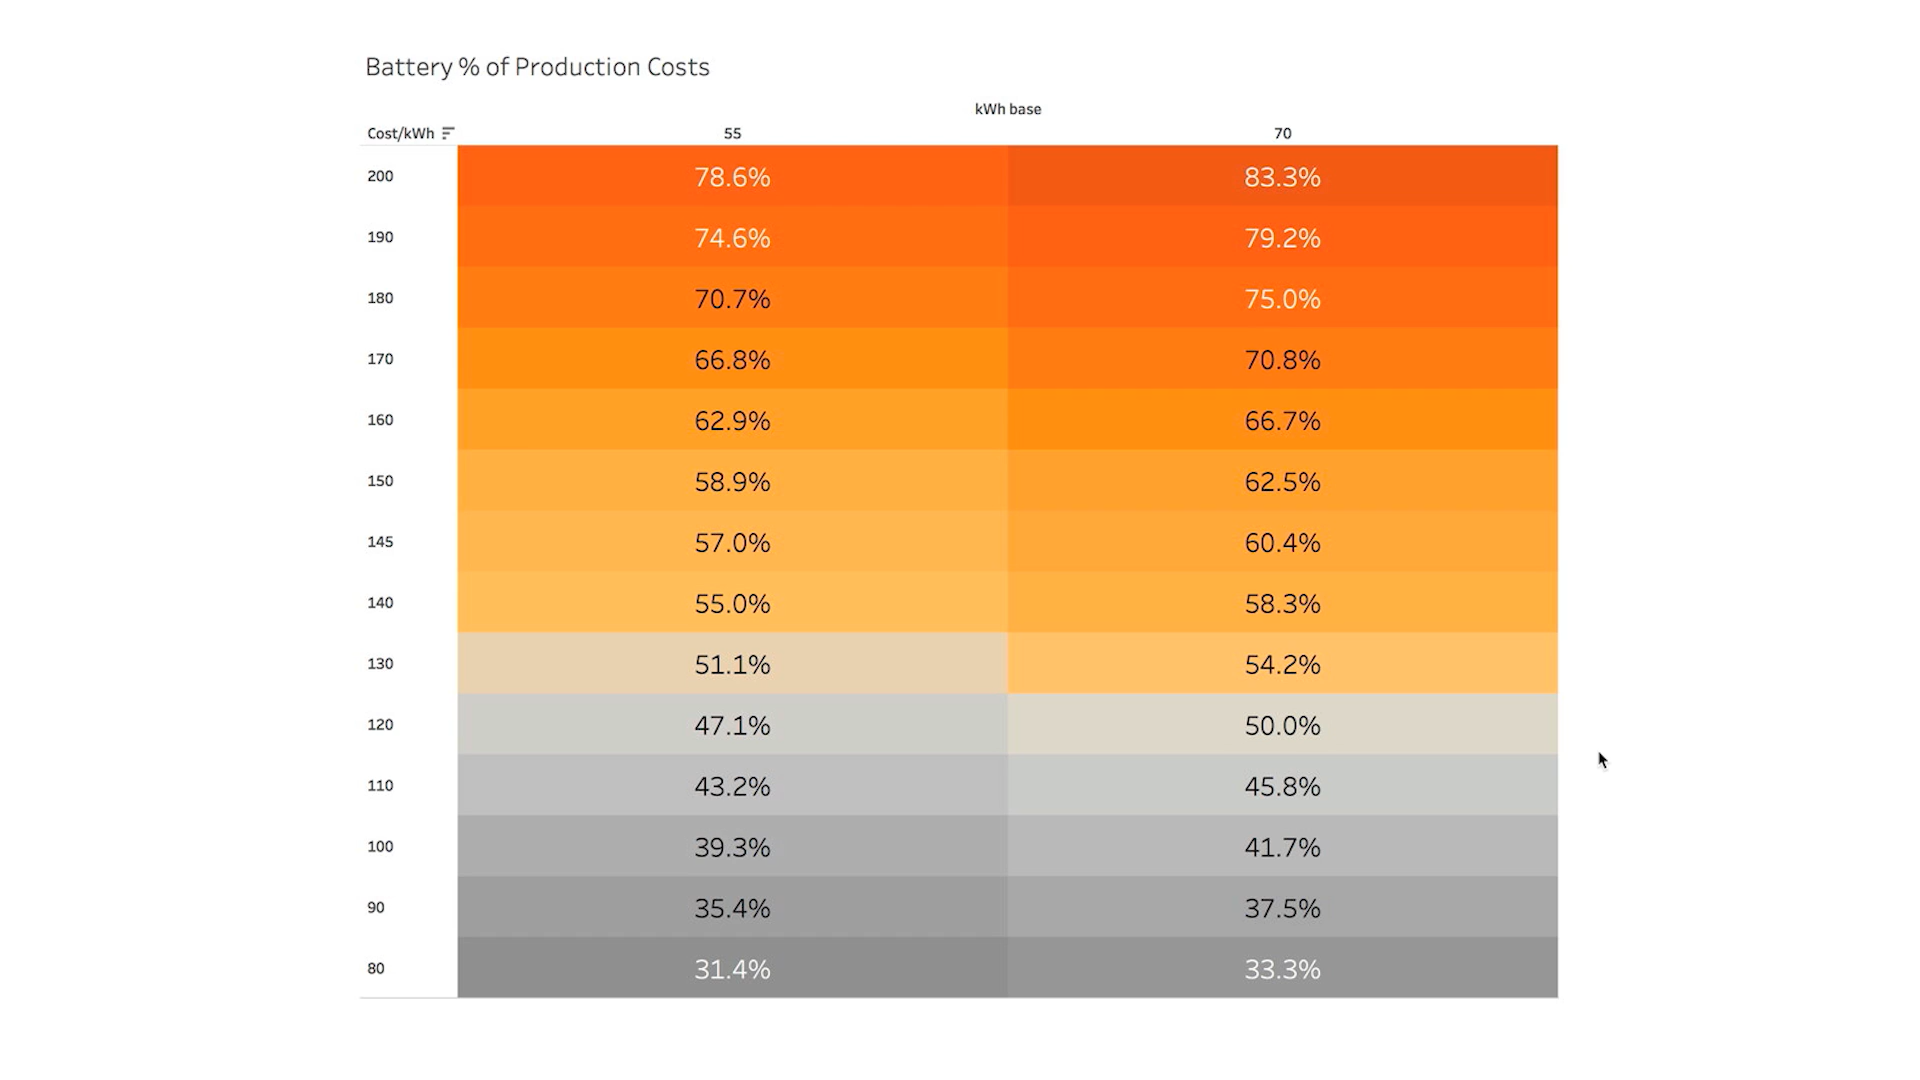 Battery % of Production Costs
kWh base
Cost/kWh 55 70
200 78.6% 83.3%
190 74.6% 79.2%
180 70.7% 75.0%
170 66.8% 70.8%
160 62.9% 66.7%
150 58.9% 62.5%
145 57.0% 60.4%
140 55.0% 58.3%
130 51.1% 54.2%
120 47.1% 50.0%
110 43.2% 45.8%
100 39.3% 41.7%
90 35.4% 37.5%
80 31.4% 33.3%